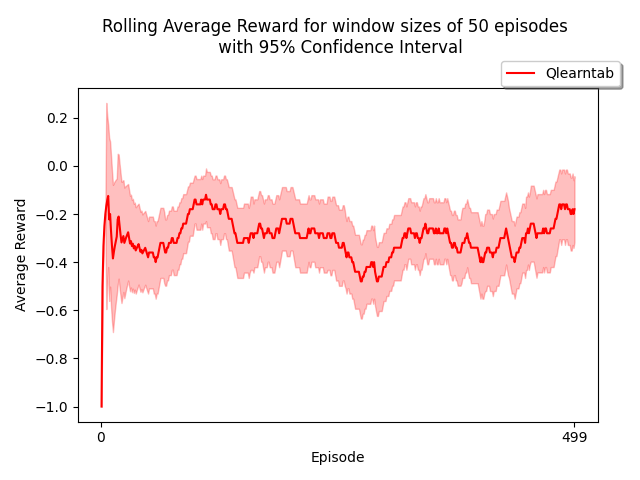 Rolling Average Reward for window sizes of 50 episodes
with 95% Confidence Interval
Qlearntab
0.2
0.0
−0.2
−0.4
−0.6
−0.8
−1.0
Average Reward
0
499
Episode